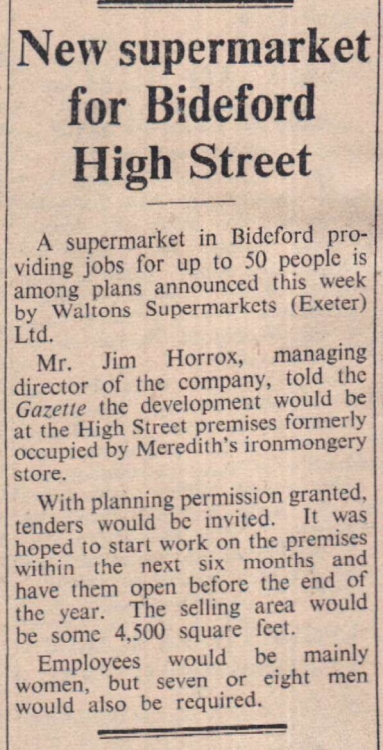 New supermarket
for Bideford
High Street
A supermarket in Bideford pro-
viding jobs for up to 50 people is
among plans announced this week
by Waltons Supermarkets (Exeter)
Ltd.
Mr. Jim Horrox, managing
director of the company, told the
Gazette the development would be
at the High Street premises formerly
occupied by Meredith's ironmongery
store.
With planning permission granted,
tenders would be invited. It was
hoped to start work on the premises
within the next six months and
have them open before the end of
the year. The selling area would
be some 4,500 square feet.
Employees would be mainly
women, but seven or eight men
would also be required.